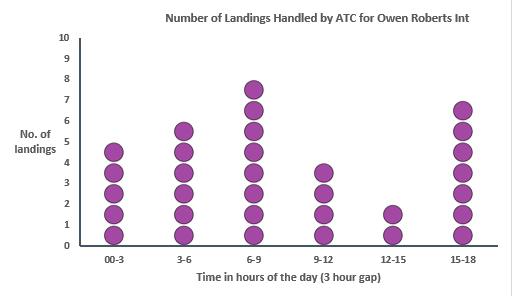 Number of Landings Handled by ATC for Owen Roberts Int
10
9
8
7
6
5
4
3
2
1
0
No. of
landings
00-3 3-6 6-9 9-12 12-15 15-18
Time in hours of the day (3 hour gap)